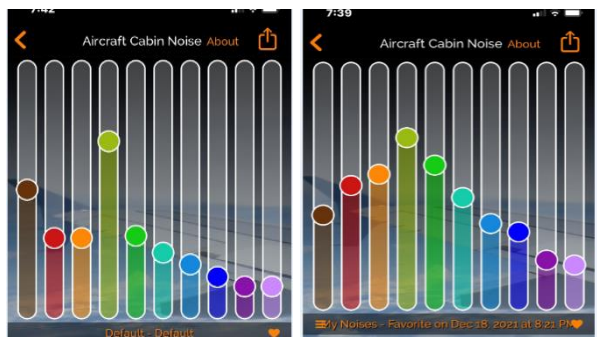 7:42
Aircraft Cabin Noise About
Default - Default
7:39
Aircraft Cabin Noise About
My Noises - Favorite on Dec 18, 2021 at 8:21 PM